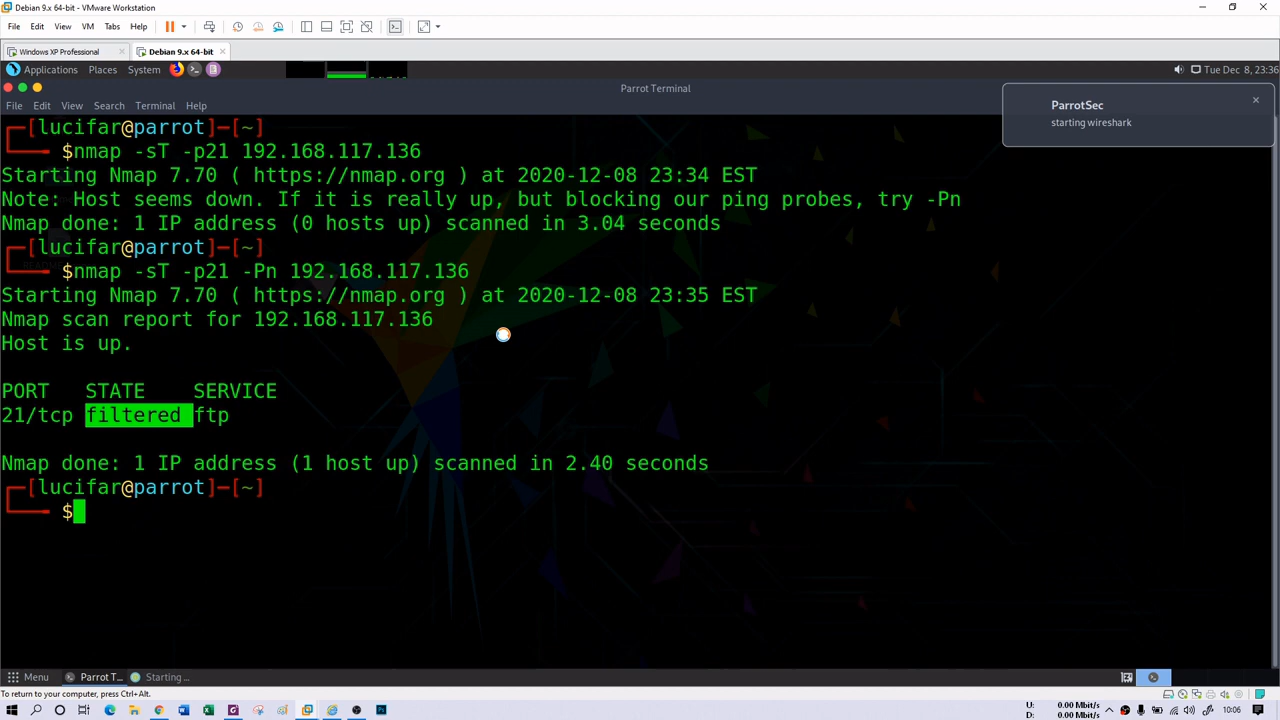 Debian 9.x 64-bit - VMware Workstation
File Edit View VM Tabs Help
Windows XP Professional Debian 9.x 64-bit
Applications Places System Tue Dec 8, 23:36
Parrot Terminal
File Edit View Search Terminal Help
ParrotSec
starting wireshark
┌─[lucifar@parrot]─[~]
└──╼ $nmap -sT -p21 192.168.117.136
Starting Nmap 7.70 ( https://nmap.org ) at 2020-12-08 23:34 EST
Note: Host seems down. If it is really up, but blocking our ping probes, try -Pn
Nmap done: 1 IP address (0 hosts up) scanned in 3.04 seconds
┌─[lucifar@parrot]─[~]
└──╼ $nmap -sT -p21 -Pn 192.168.117.136
Starting Nmap 7.70 ( https://nmap.org ) at 2020-12-08 23:35 EST
Nmap scan report for 192.168.117.136
Host is up.
PORT STATE SERVICE
21/tcp filtered ftp
Nmap done: 1 IP address (1 host up) scanned in 2.40 seconds
┌─[lucifar@parrot]─[~]
└──╼ $
Menu Parrot T... Starting ...
To return to your computer, press Ctrl+Alt.
U: 0.00 Mbit/s
D: 0.00 Mbit/s
10:06